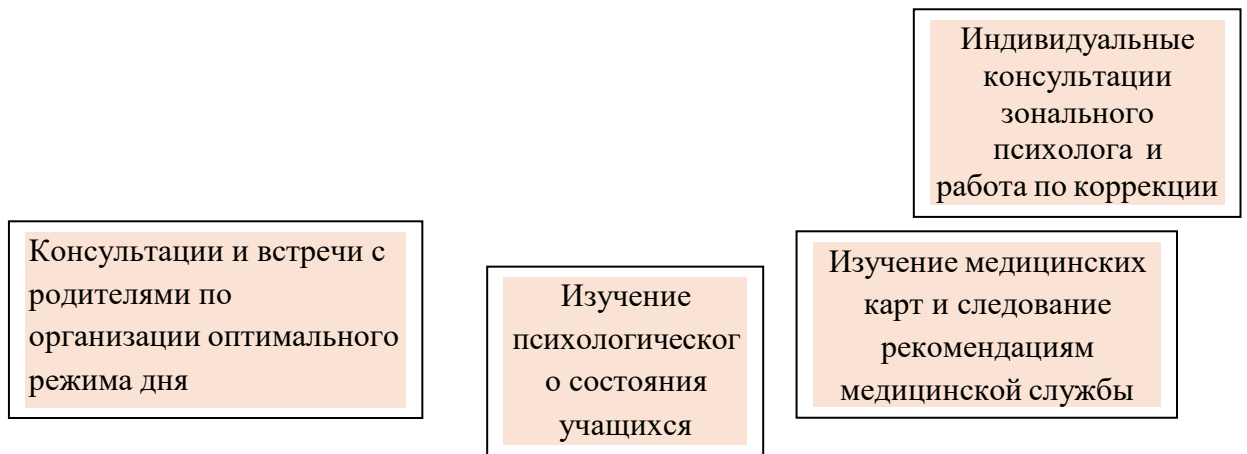 Индивидуальные
консультации
зонального
психолога и
работа по коррекции
Консультации и встречи с
родителями по
организации оптимального
режима дня
Изучение
психологическог
о состояния
учащихся
Изучение медицинских
карт и следование
рекомендациям
медицинской службы